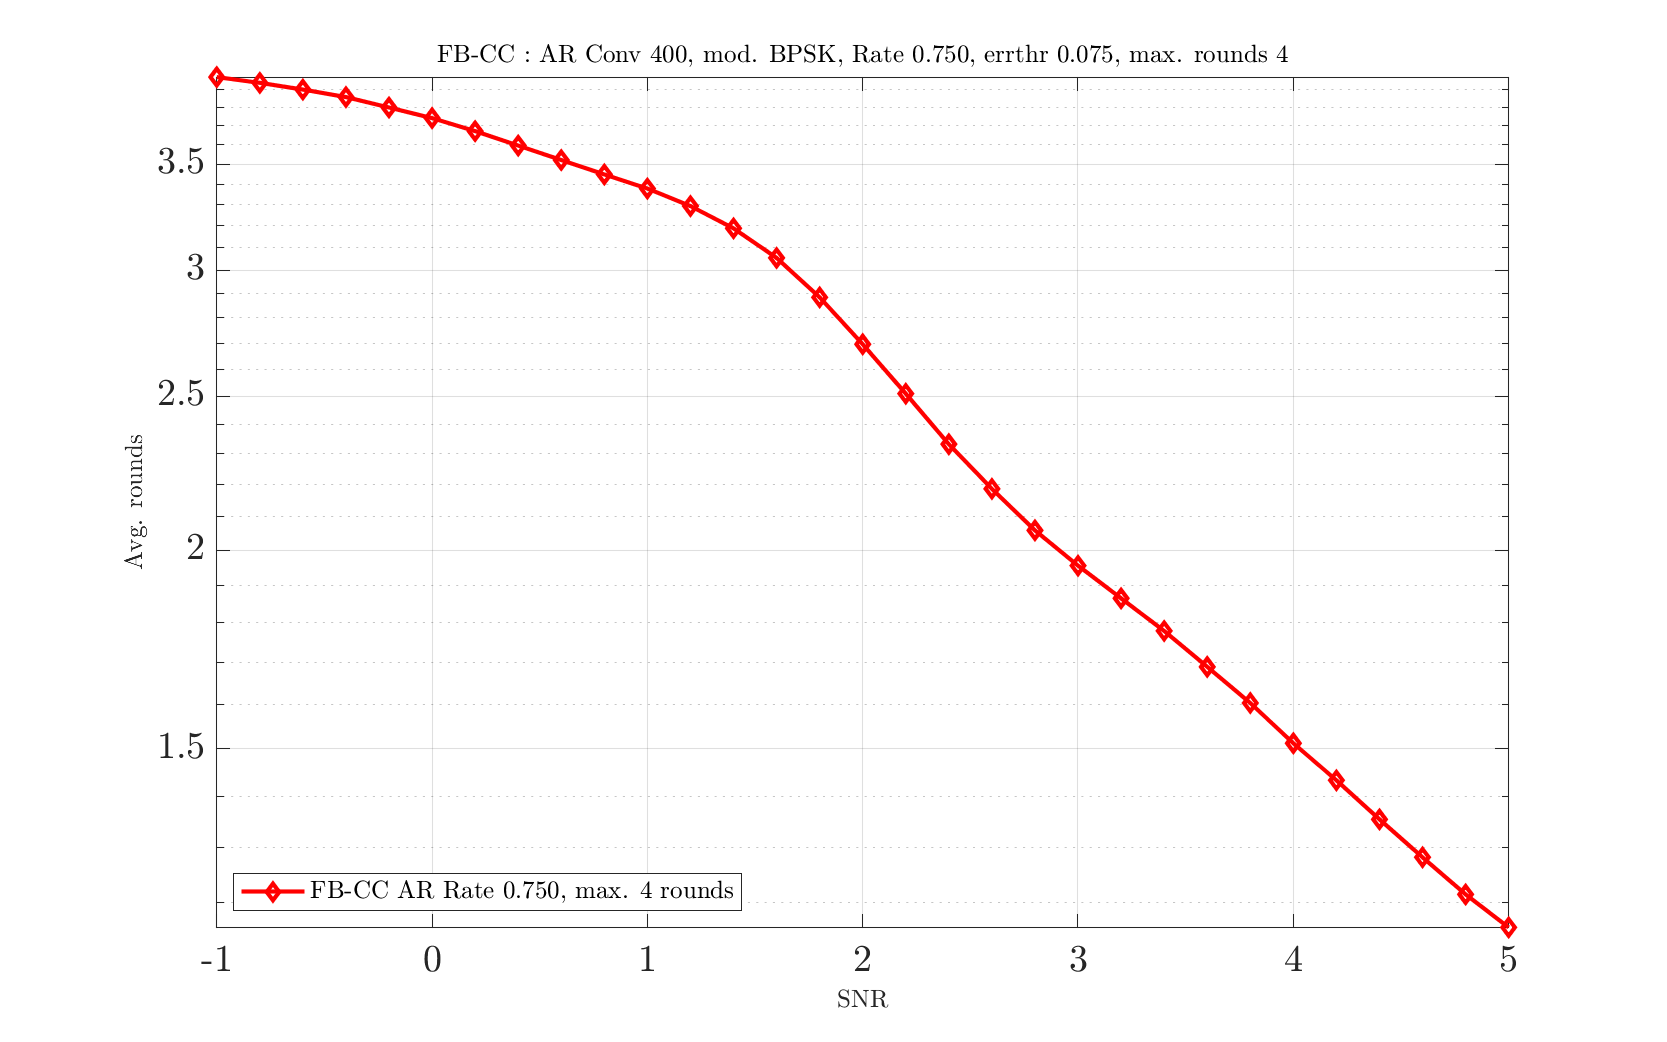 FB-CC : AR Conv 400, mod. BPSK, Rate 0.750, errthr 0.075, max. rounds 4
3.5
3
2.5
2
1.5
Avg. rounds
FB-CC AR Rate 0.750, max. 4 rounds
-1 0 1 2 3 4 5
SNR